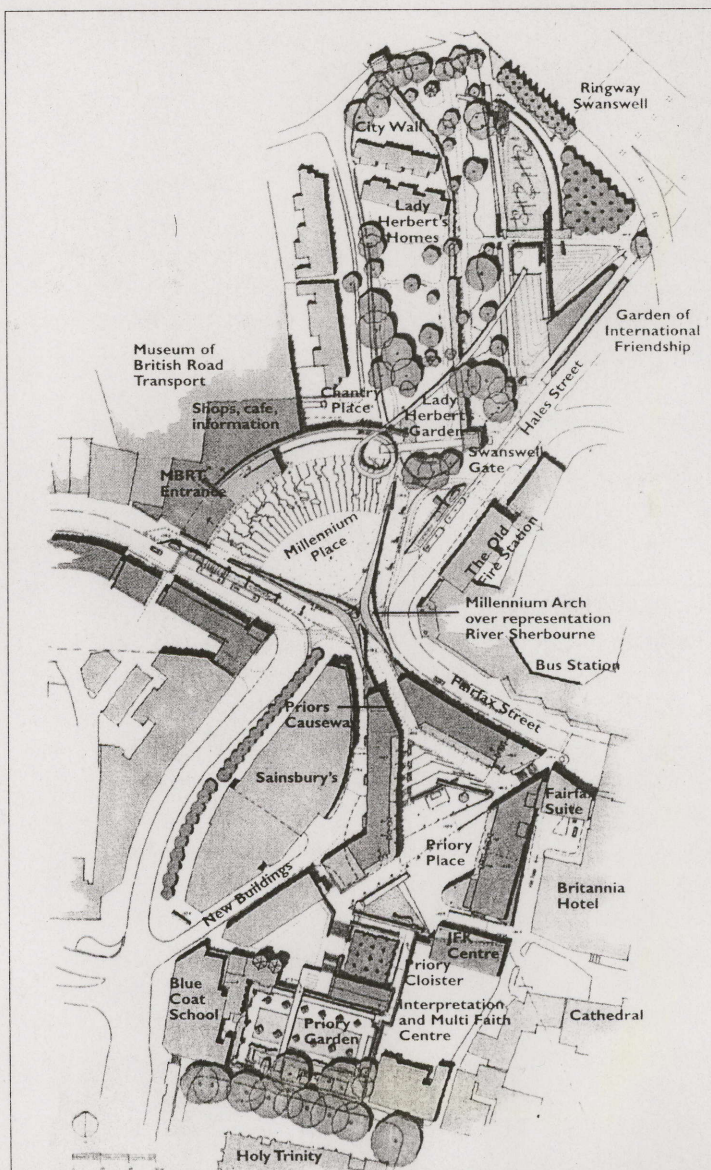 Ringway
Swanswell
City Wall
Lady
Herbert's
Homes
Garden of
International
Friendship
Museum of
British Road
Transport
Hales Street
Shops, cafe,
information
Chantry
Place
Lady
Herbert's
Garden
Swanswell
Gate
MBRT
Entrance
Millennium
Place
The Old
Fire Station
Millennium Arch
over representation
River Sherbourne
Bus Station
Fairfax Street
Priors
Causeway
Sainsbury's
Fairfax
Suite
Priory
Place
Britannia
Hotel
New Buildings
JFK
Centre
Priory
Cloister
Blue
Coat
School
Interpretation
and Multi Faith
Centre
Cathedral
Priory
Garden
Holy Trinity